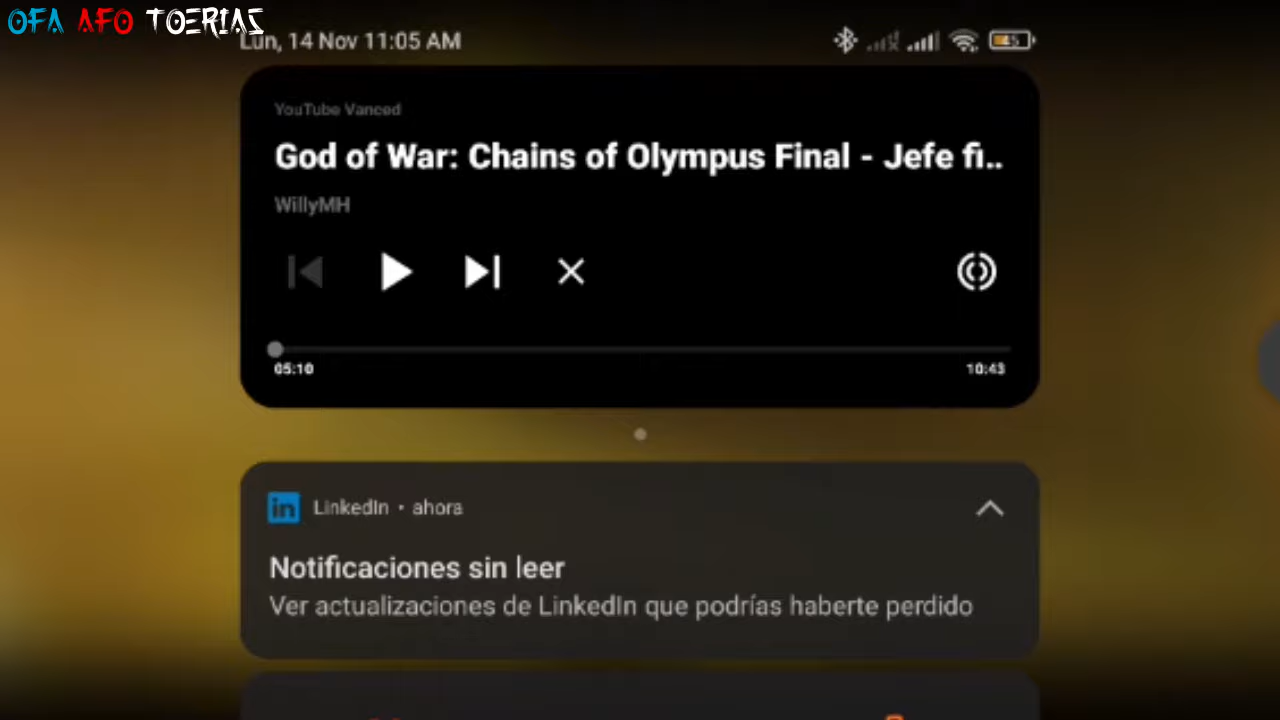 OFA AFO TOERIAS
Lun, 14 Nov 11:05 AM
45
YouTube Vanced
God of War: Chains of Olympus Final - Jefe fi..
WillyMH
05:10
10:43
in LinkedIn • ahora
Notificaciones sin leer
Ver actualizaciones de LinkedIn que podrías haberte perdido